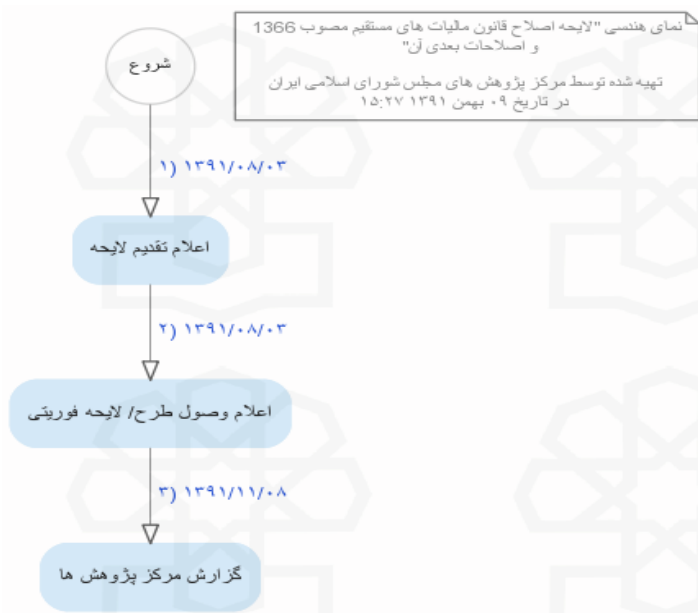 نمای هندسی "لایحه اصلاح قانون مالیات های مستقیم مصوب 1366
و اصلاحات بعدی آن"
تهیه شده توسط مرکز پژوهش های مجلس شورای اسلامی ایران
در تاریخ ۰۹ بهمن ۱۳۹۱ ۱۵:۲۷
شروع
۱) ۱۳۹۱/۰۸/۰۳
اعلام تقدیم لایحه
۲) ۱۳۹۱/۰۸/۰۳
اعلام وصول طرح/ لایحه فوریتی
۳) ۱۳۹۱/۱۱/۰۸
گزارش مرکز پژوهش ها